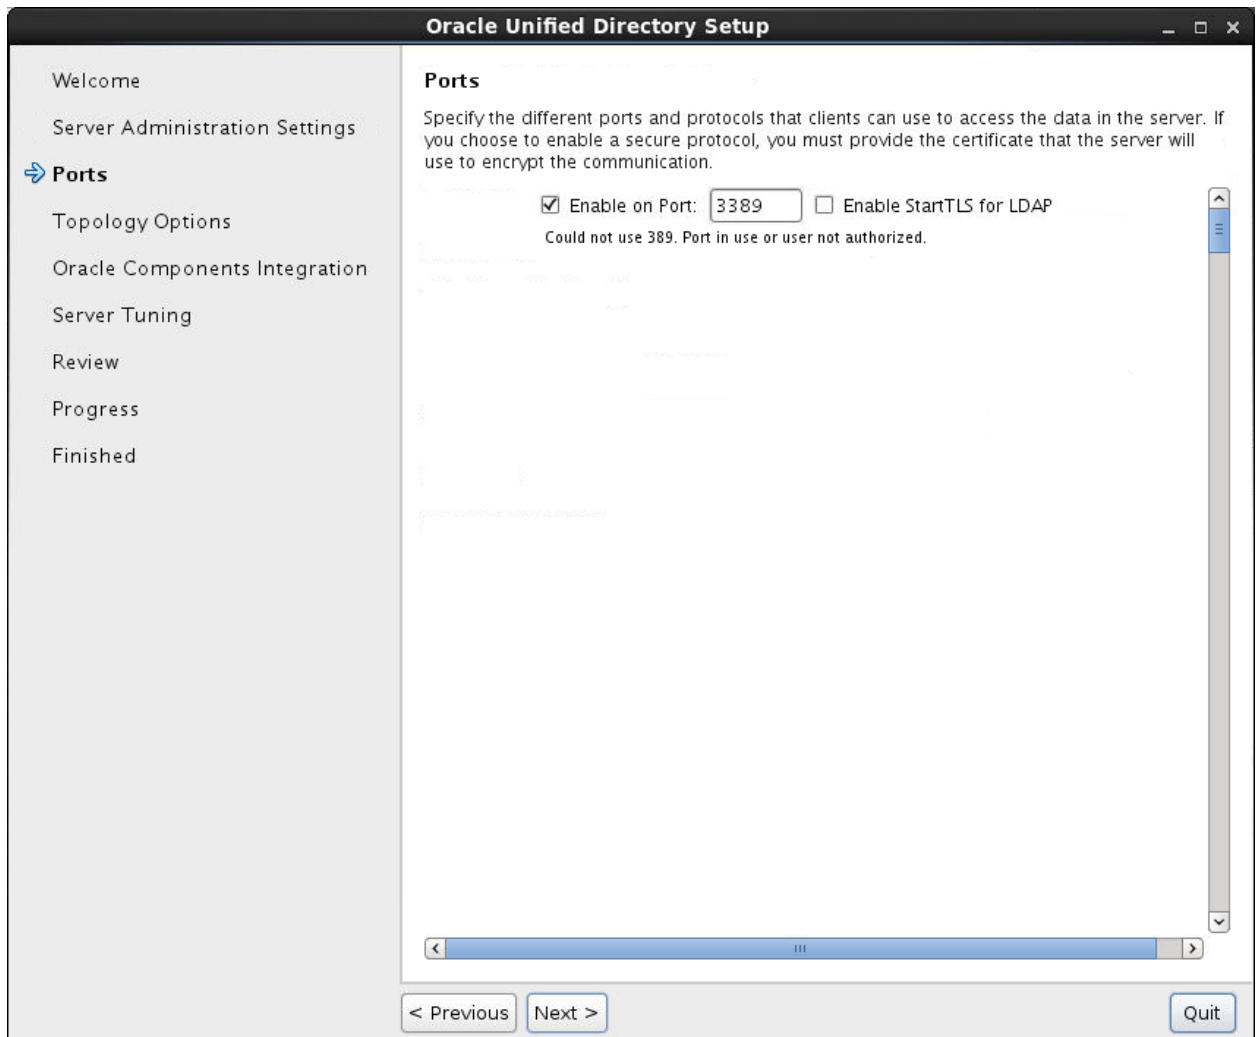 Oracle Unified Directory Setup
Welcome
Server Administration Settings
Ports
Topology Options
Oracle Components Integration
Server Tuning
Review
Progress
Finished
Ports
Specify the different ports and protocols that clients can use to access the data in the server. If
you choose to enable a secure protocol, you must provide the certificate that the server will
use to encrypt the communication.
Enable on Port: 3389 Enable StartTLS for LDAP
Could not use 389. Port in use or user not authorized.
< Previous Next > Quit